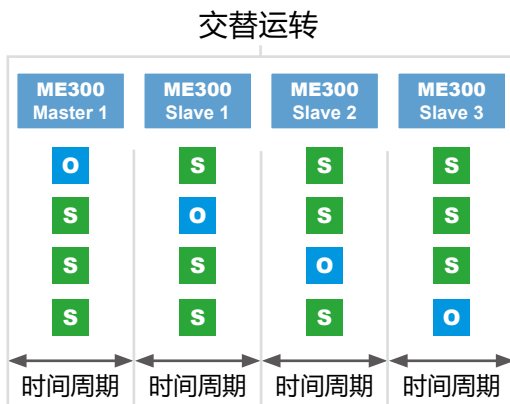 交替运转
ME300 ME300 ME300 ME300
Master 1 Slave 1 Slave 2 Slave 3
O S S S
S O S S
S S O S
S S S O
时间周期 时间周期 时间周期 时间周期